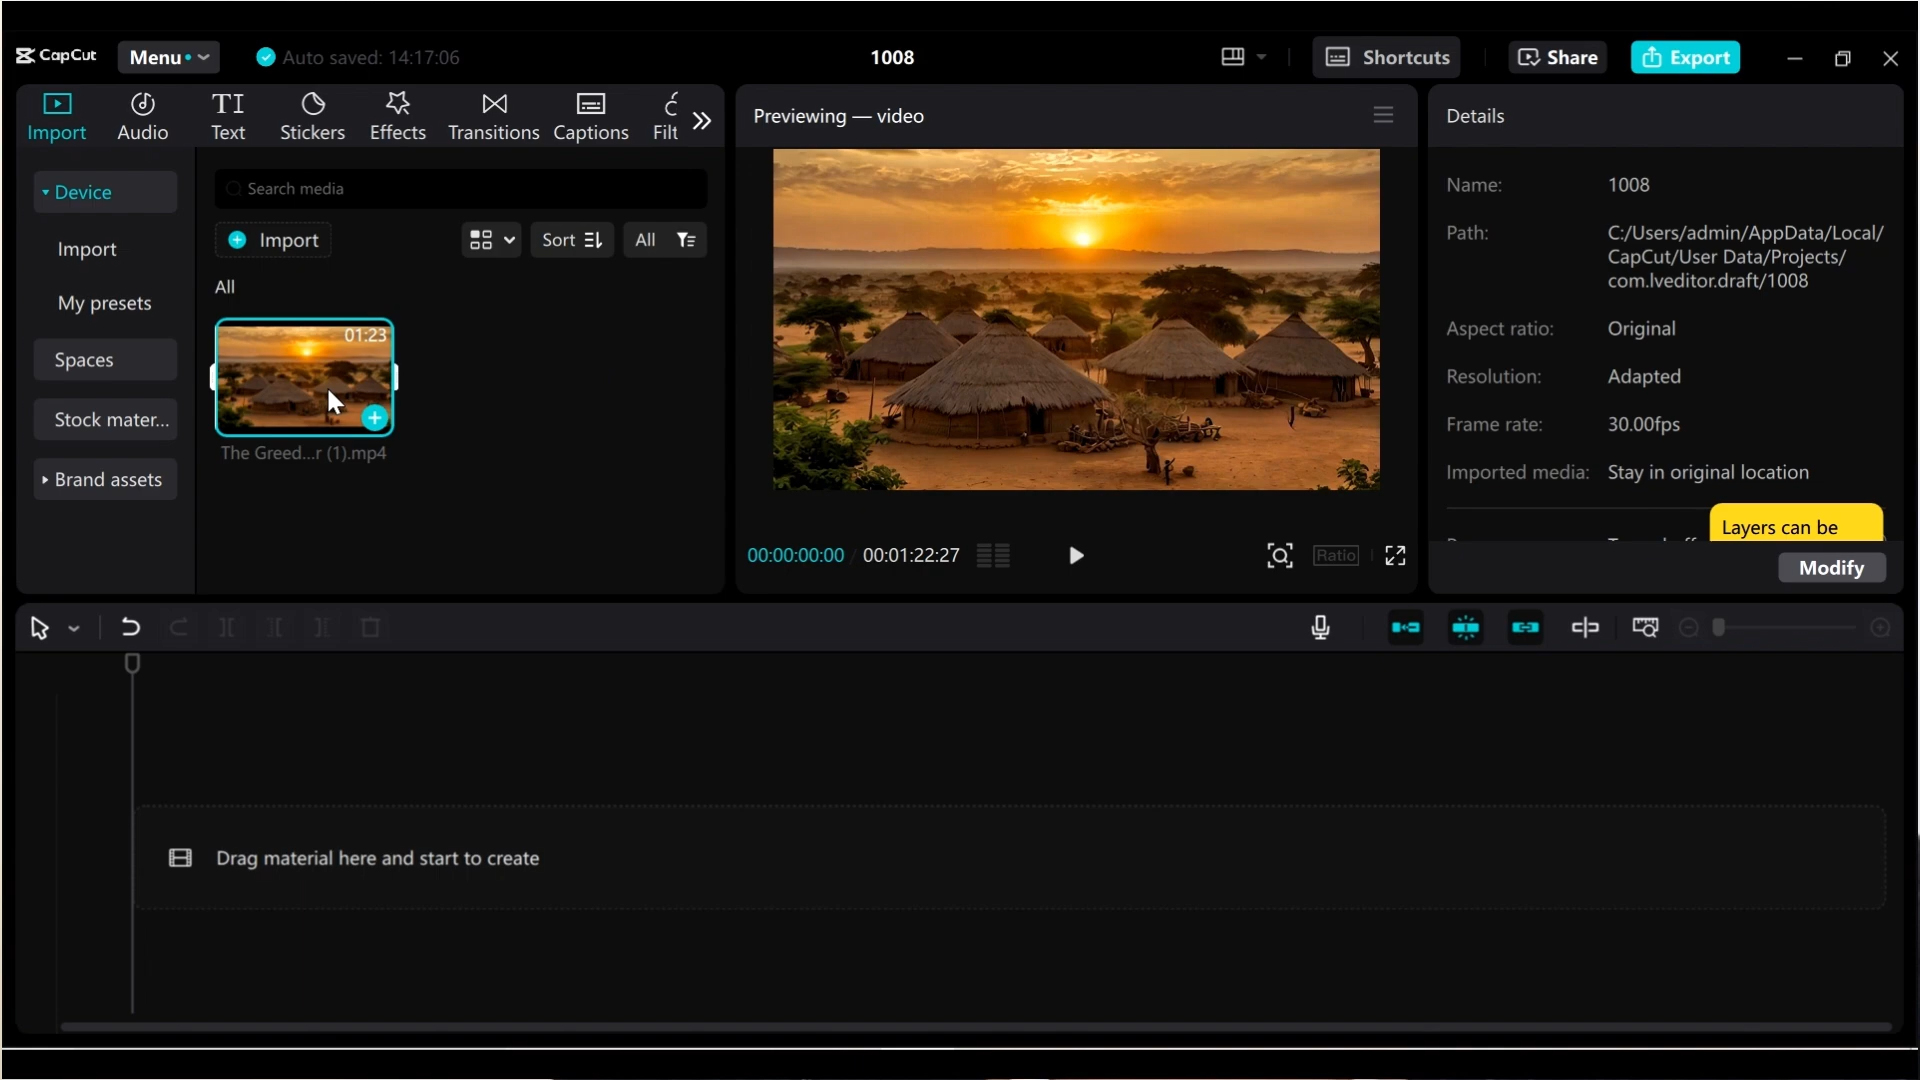 CapCut
Menu
Auto saved: 14:17:06
1008
Shortcuts
Share
Export
Import
Audio
TI
Text
Stickers
Effects
Transitions
Captions
Filt
Device
Import
My presets
Spaces
Stock mater...
Brand assets
Search media
Import
Sort
All
All
01:23
The Greed...r (1).mp4
Previewing — video
00:00:00:00 / 00:01:22:27
Ratio
Details
Name: 1008
Path: C:/Users/admin/AppData/Local/
CapCut/User Data/Projects/
com.lveditor.draft/1008
Aspect ratio: Original
Resolution: Adapted
Frame rate: 30.00fps
Imported media: Stay in original location
Layers can be
Modify
Drag material here and start to create